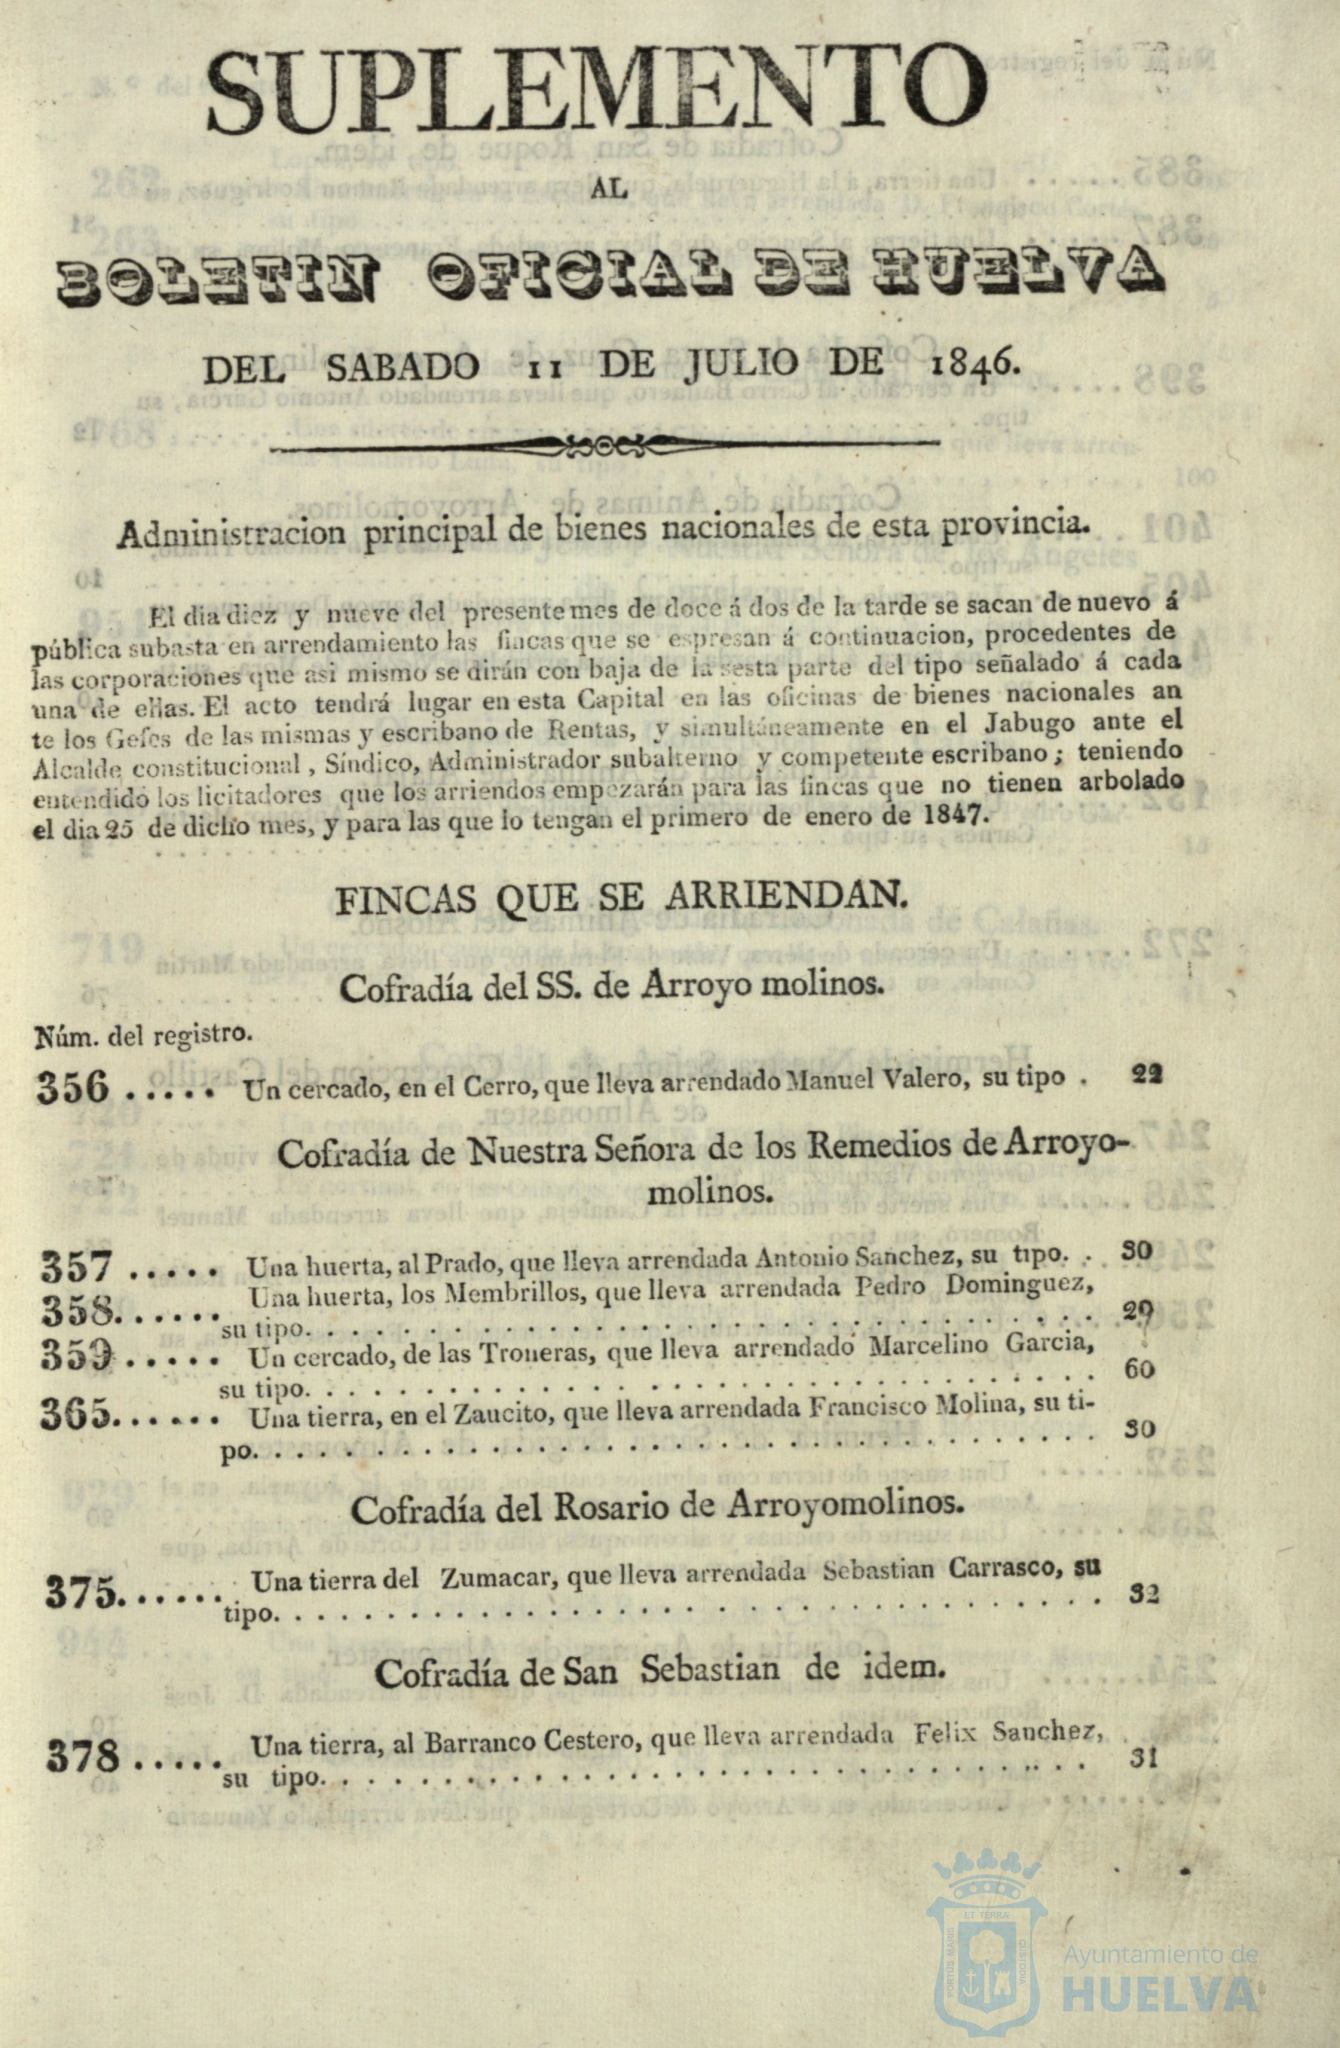 SUPLEMENTO
AL
BOLETIN OFICIAL DE HUELVA
DEL SABADO 11 DE JULIO DE 1846.
Administracion principal de bienes nacionales de esta provincia.
El dia diez y nueve del presente mes de doce á dos de la tarde se sacan de nuevo á
pública subasta en arrendamiento las fincas que se espresan á continuacion, procedentes de
las corporaciones que asi mismo se dirán con baja de la sesta parte del tipo señalado á cada
una de ellas. El acto tendrá lugar en esta Capital en las oficinas de bienes nacionales an
te los Gefes de las mismas y escribano de Rentas, y simultáneamente en el Jabugo ante el
Alcalde constitucional, Síndico, Administrador subalterno y competente escribano; teniendo
entendido los licitadores que los arriendos empezarán para las fincas que no tienen arbolado
el dia 25 de dicho mes, y para las que lo tengan el primero de enero de 1847.
FINCAS QUE SE ARRIENDAN.
Cofradía del SS. de Arroyo molinos.
Núm. del registro.
356 ..... Un cercado, en el Cerro, que lleva arrendado Manuel Valero, su tipo . 22
Cofradía de Nuestra Señora de los Remedios de Arroyo-
molinos.
357 ..... Una huerta, al Prado, que lleva arrendada Antonio Sanchez, su tipo. . 30
358...... Una huerta, los Membrillos, que lleva arrendada Pedro Dominguez,
su tipo. . . . . . . . . . . . . . . . . . . . . . . . . . . . . . 29
359 ..... Un cercado, de las Troneras, que lleva arrendado Marcelino Garcia,
su tipo. . . . . . . . . . . . . . . . . . . . . . . . . . . . . . 60
365...... Una tierra, en el Zaucito, que lleva arrendada Francisco Molina, su ti-
po. . . . . . . . . . . . . . . . . . . . . . . . . . . . . . . . 30
Cofradía del Rosario de Arroyomolinos.
375...... Una tierra del Zumacar, que lleva arrendada Sebastian Carrasco, su
tipo. . . . . . . . . . . . . . . . . . . . . . . . . . . . . . . 32
Cofradía de San Sebastian de idem.
378 ..... Una tierra, al Barranco Cestero, que lleva arrendada Felix Sanchez,
su tipo. . . . . . . . . . . . . . . . . . . . . . . . . . . . . . 31
ET TERRÆ
PORTUS MARIS
CUSTODIA
Ayuntamiento de
HUELVA